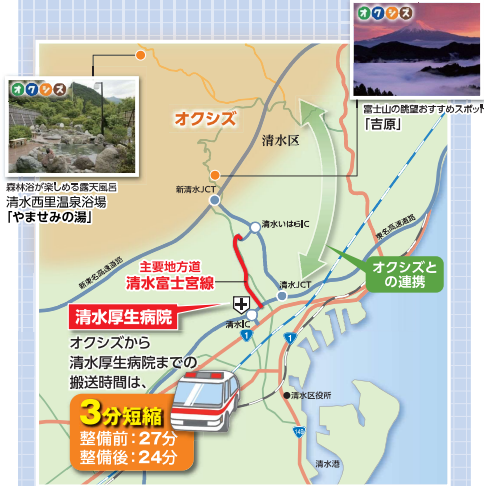 オクシズ
富士山の眺望おすすめスポット
「吉原」
オクシズ
森林浴が楽しめる露天風呂
清水西里温泉浴場
「やませみの湯」
オクシズ
清水区
新清水JCT
清水いはらIC
新東名高速道路
東名高速道路
主要地方道
清水富士宮線
清水JCT
オクシズと
の連携
清水厚生病院
清水IC
1
1
オクシズから
清水厚生病院までの
搬送時間は、
3分短縮
整備前：27分
整備後：24分
清水区役所
149
清水港